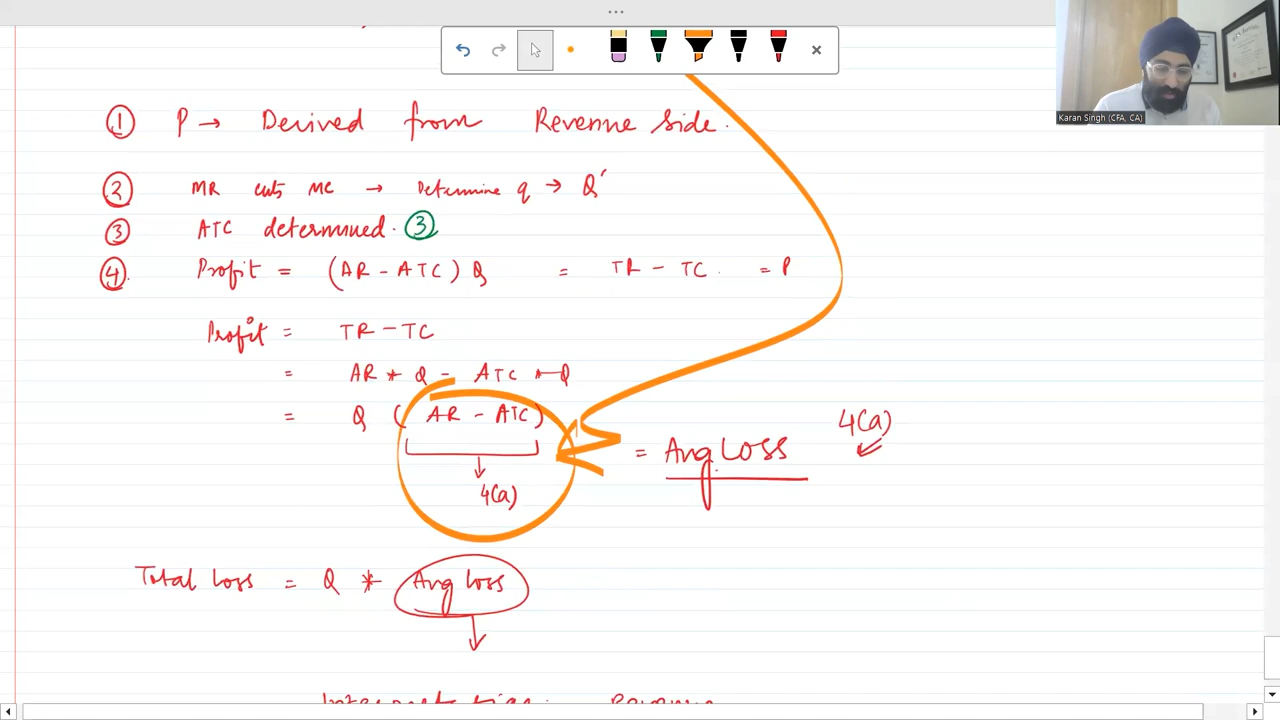 Karan Singh (CFA, CA)
① P → Derived from Revenue side.
② MR cuts MC → Determine q → Q'
③ ATC determined. ③
④. Profit = (AR - ATC) Q = TR - TC. = P
Profit = TR - TC
= AR * Q - ATC * Q
= Q (AR - ATC)
= Avg Loss 4(a)
4(a)
Total loss = Q * Avg loss